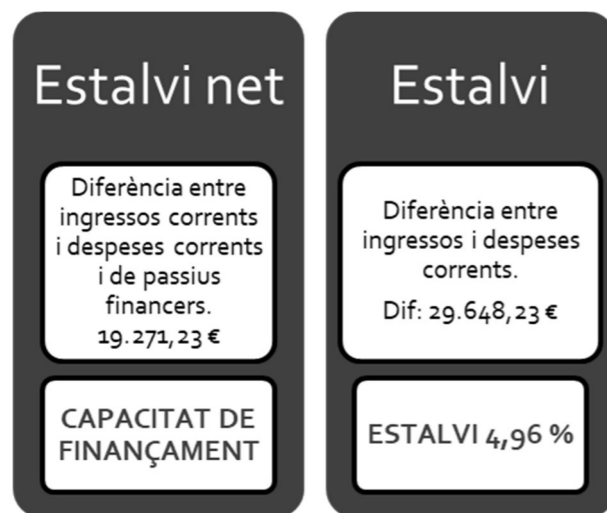 Estalvi net
Diferència entre
ingressos corrents
i despeses corrents
i de passius
financers.
19.271,23 €
CAPACITAT DE
FINANÇAMENT
Estalvi
Diferència entre
ingressos i despeses
corrents.
Dif: 29.648,23 €
ESTALVI 4,96 %